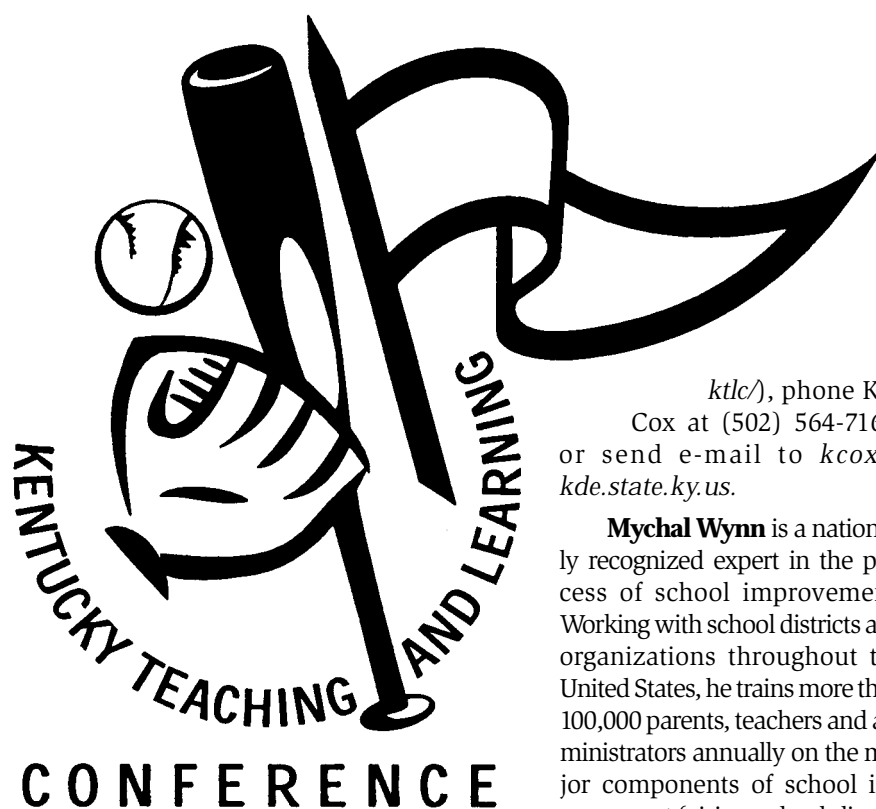 KENTUCKY TEACHING AND LEARNING
CONFERENCE
ktlc/), phone K
Cox at (502) 564-716
or send e-mail to kcox
kde.state.ky.us.
Mychal Wynn is a nation
ly recognized expert in the p
cess of school improvemen
Working with school districts a
organizations throughout t
United States, he trains more th
100,000 parents, teachers and a
ministrators annually on the m
jor components of school i